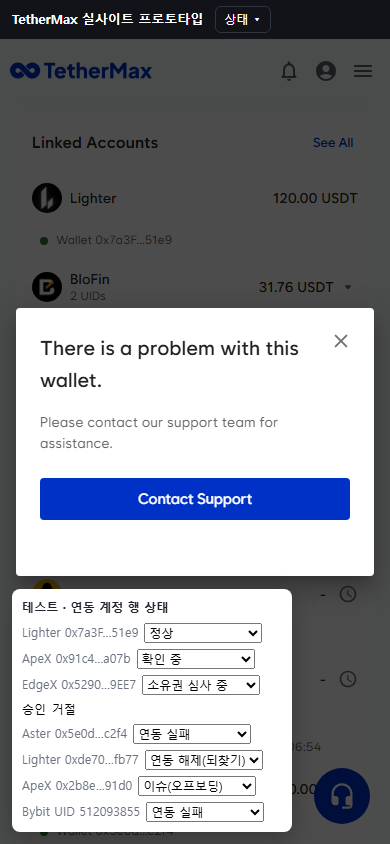 TetherMax 실사이트 프로토타입 상태
TetherMax
Linked Accounts See All
Lighter 120.00 USDT
Wallet 0x7a3F...51e9
BloFin 31.76 USDT
2 UIDs
There is a problem with this
wallet.
Please contact our support team for
assistance.
Contact Support
-
테스트 · 연동 계정 행 상태
Lighter 0x7a3F...51e9 정상
ApeX 0x91c4...a07b 확인 중
EdgeX 0x5290...9EE7 소유권 심사 중
-
승인 거절
Aster 0x5e0d...c2f4 연동 실패
06:54
Lighter 0xde70...fb77 연동 해제(되찾기)
ApeX 0x2b8e...91d0 이슈(오프보딩)
Bybit UID 512093855 연동 실패